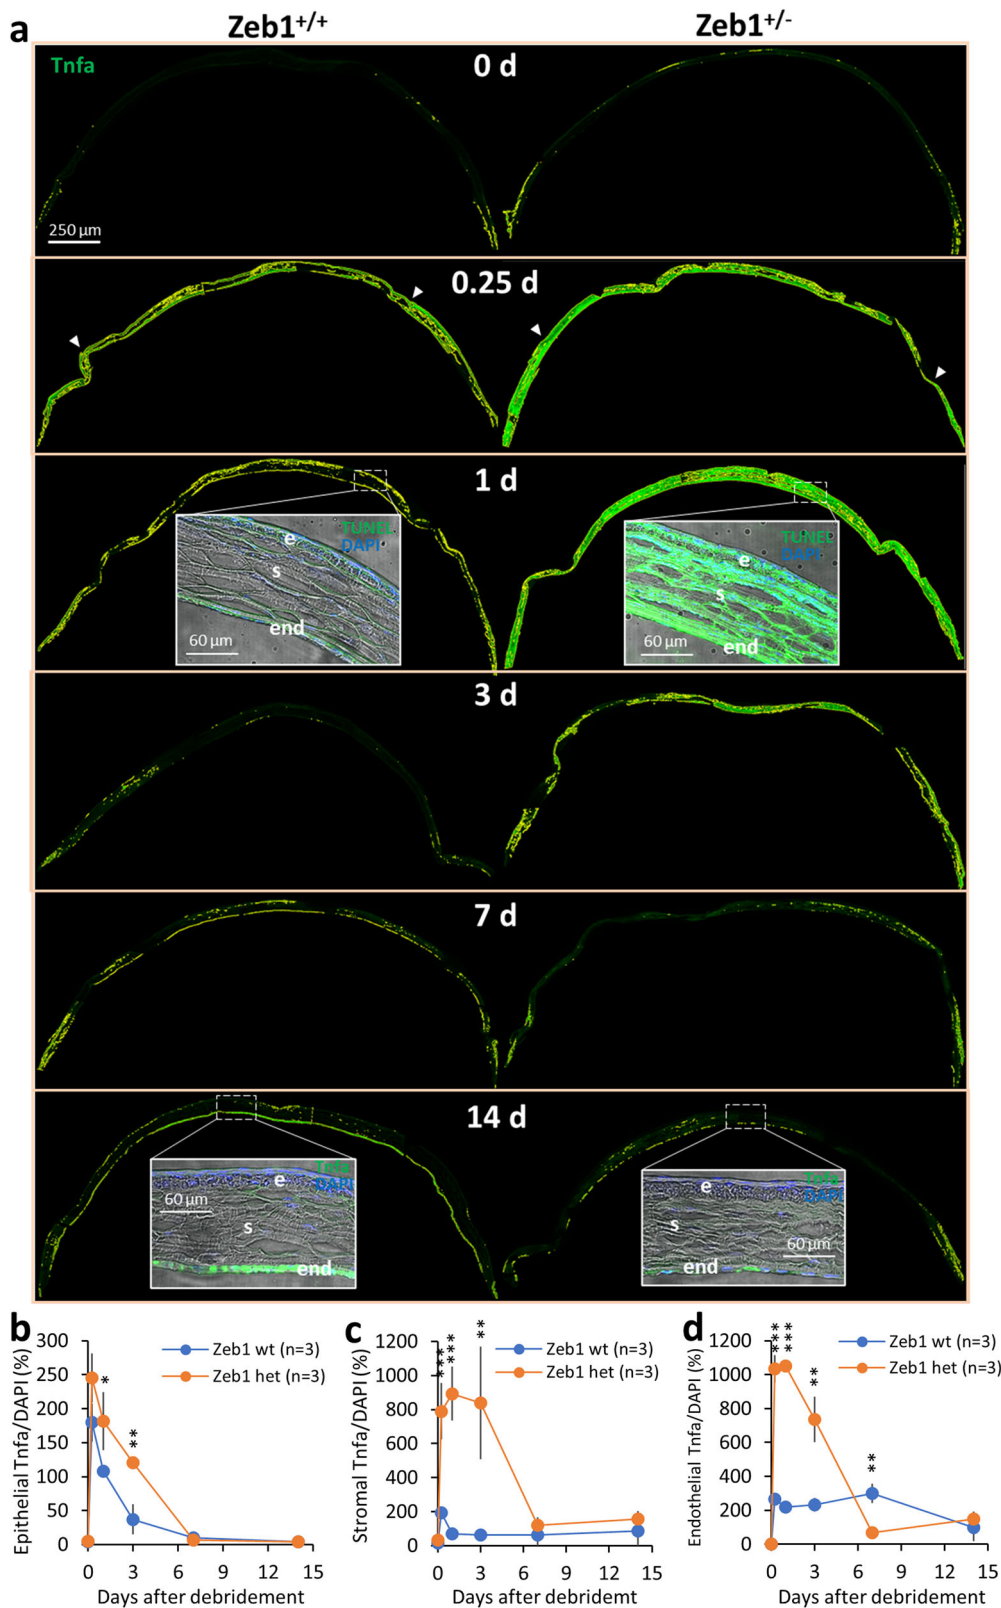 a
Zeb1+/+
Zeb1+/-
Tnfa
0 d
250 µm
0.25 d
1 d
TUNEL
DAPI
e
s
end
60 µm
TUNEL
DAPI
e
s
end
60 µm
3 d
7 d
14 d
Tnfa
DAPI
e
60 µm
s
end
Tnfa
DAPI
e
s
60 µm
end
b
Zeb1 wt (n=3)
Zeb1 het (n=3)
*
**
Epithelial Tnfa/DAPI (%)
300
250
200
150
100
50
0
0 3 6 9 12 15
Days after debridement
c
Zeb1 wt (n=3)
Zeb1 het (n=3)
***
***
**
Stromal Tnfa/DAPI (%)
1200
1000
800
600
400
200
0
0 3 6 9 12 15
Days after debridement
d
Zeb1 wt (n=3)
Zeb1 het (n=3)
***
***
**
**
Endothelial Tnfa/DAPI (%)
1200
1000
800
600
400
200
0
0 3 6 9 12 15
Days after debridement